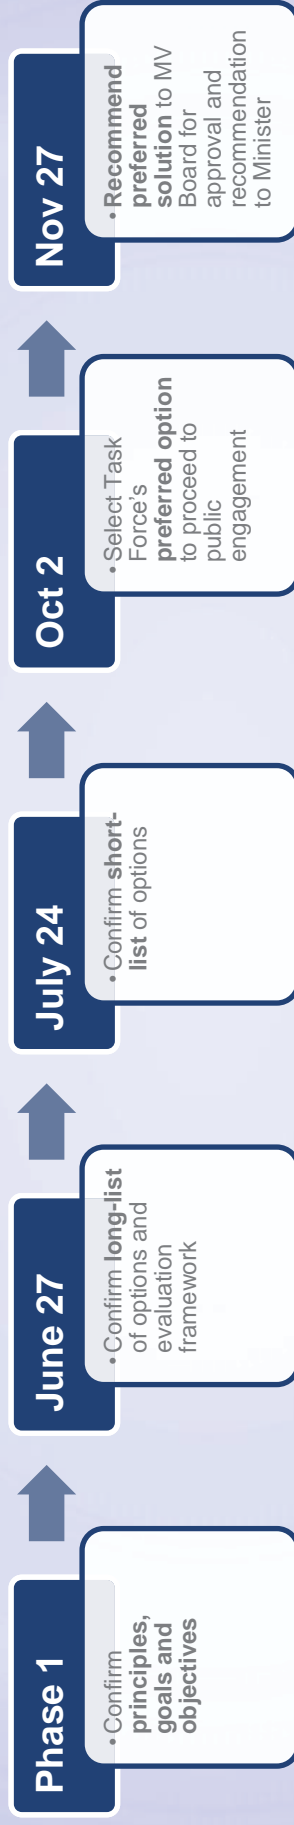 Phase 1
•Confirm
principles,
goals and
objectives
June 27
•Confirm long-list
of options and
evaluation
framework
July 24
•Confirm short-
list of options
Oct 2
•Select Task
Force's
preferred option
to proceed to
public
engagement
Nov 27
•Recommend
preferred
solution to MV
Board for
approval and
recommendation
to Minister